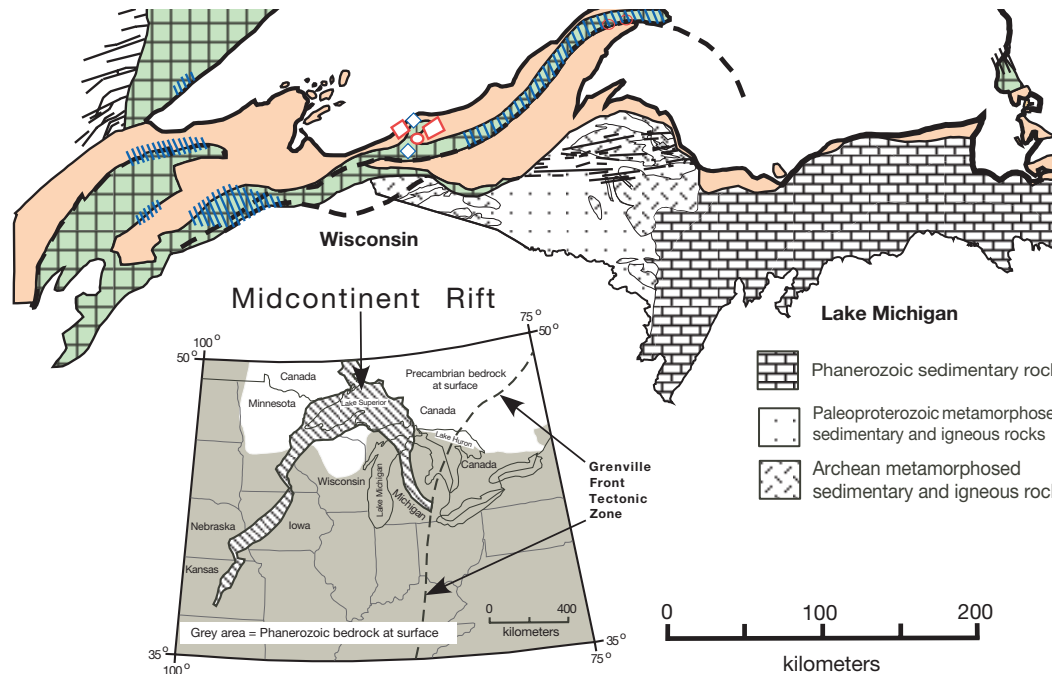 Wisconsin
Midcontinent Rift
Lake Michigan
Phanerozoic sedimentary rock
Paleoproterozoic metamorphose
sedimentary and igneous rocks
Archean metamorphosed
sedimentary and igneous rock
100°
75°
50°
50°
Canada
Precambrian bedrock
at surface
Minnesota
Lake Superior
Canada
Lake Huron
Canada
Wisconsin
Lake Michigan
Michigan
Grenville
Front
Tectonic
Zone
Nebraska
Iowa
Kansas
0 400
kilometers
Grey area = Phanerozoic bedrock at surface
35°
100°
35°
75°
0 100 200
kilometers